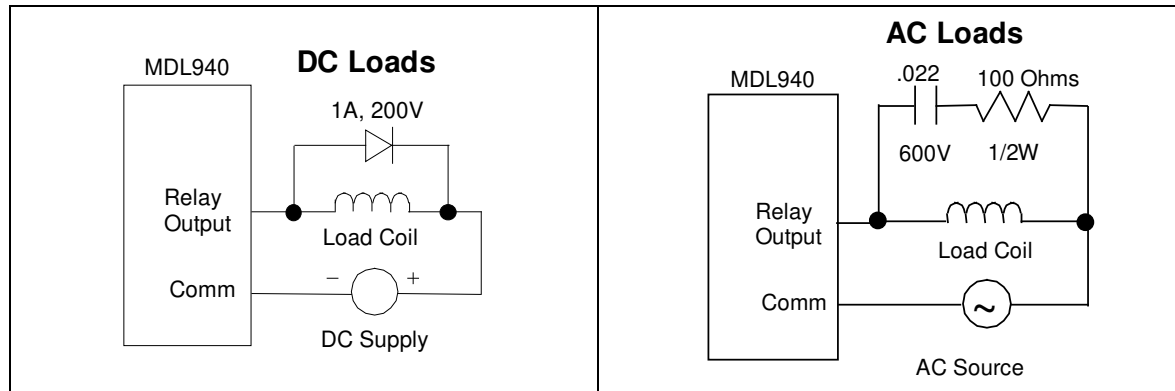 DC Loads
MDL940
1A, 200V
Relay
Output
Load Coil
Comm
− +
DC Supply
AC Loads
MDL940
.022 100 Ohms
600V 1/2W
Relay
Output
Load Coil
Comm
~
AC Source